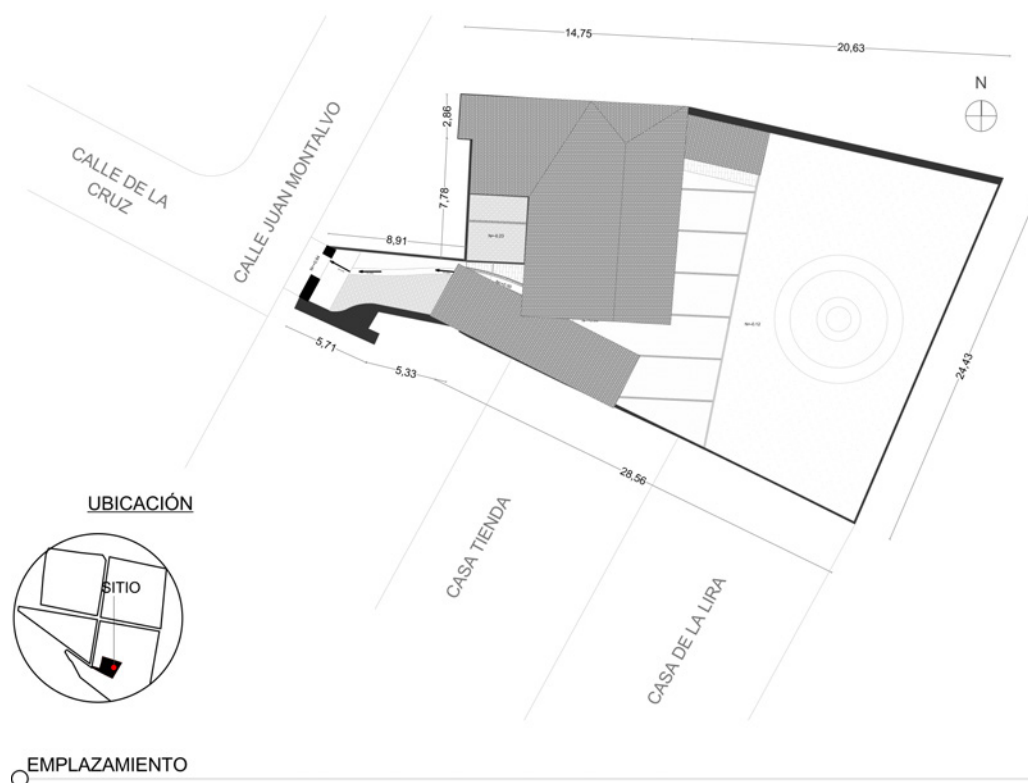 14,75
20,63
N
2,86
CALLE DE LA
CRUZ
CALLE JUAN MONTALVO
7,78
8,91
5,71
5,33
24,43
28,56
UBICACIÓN
CASA TIENDA
SITIO
CASA DE LA LIRA
EMPLAZAMIENTO